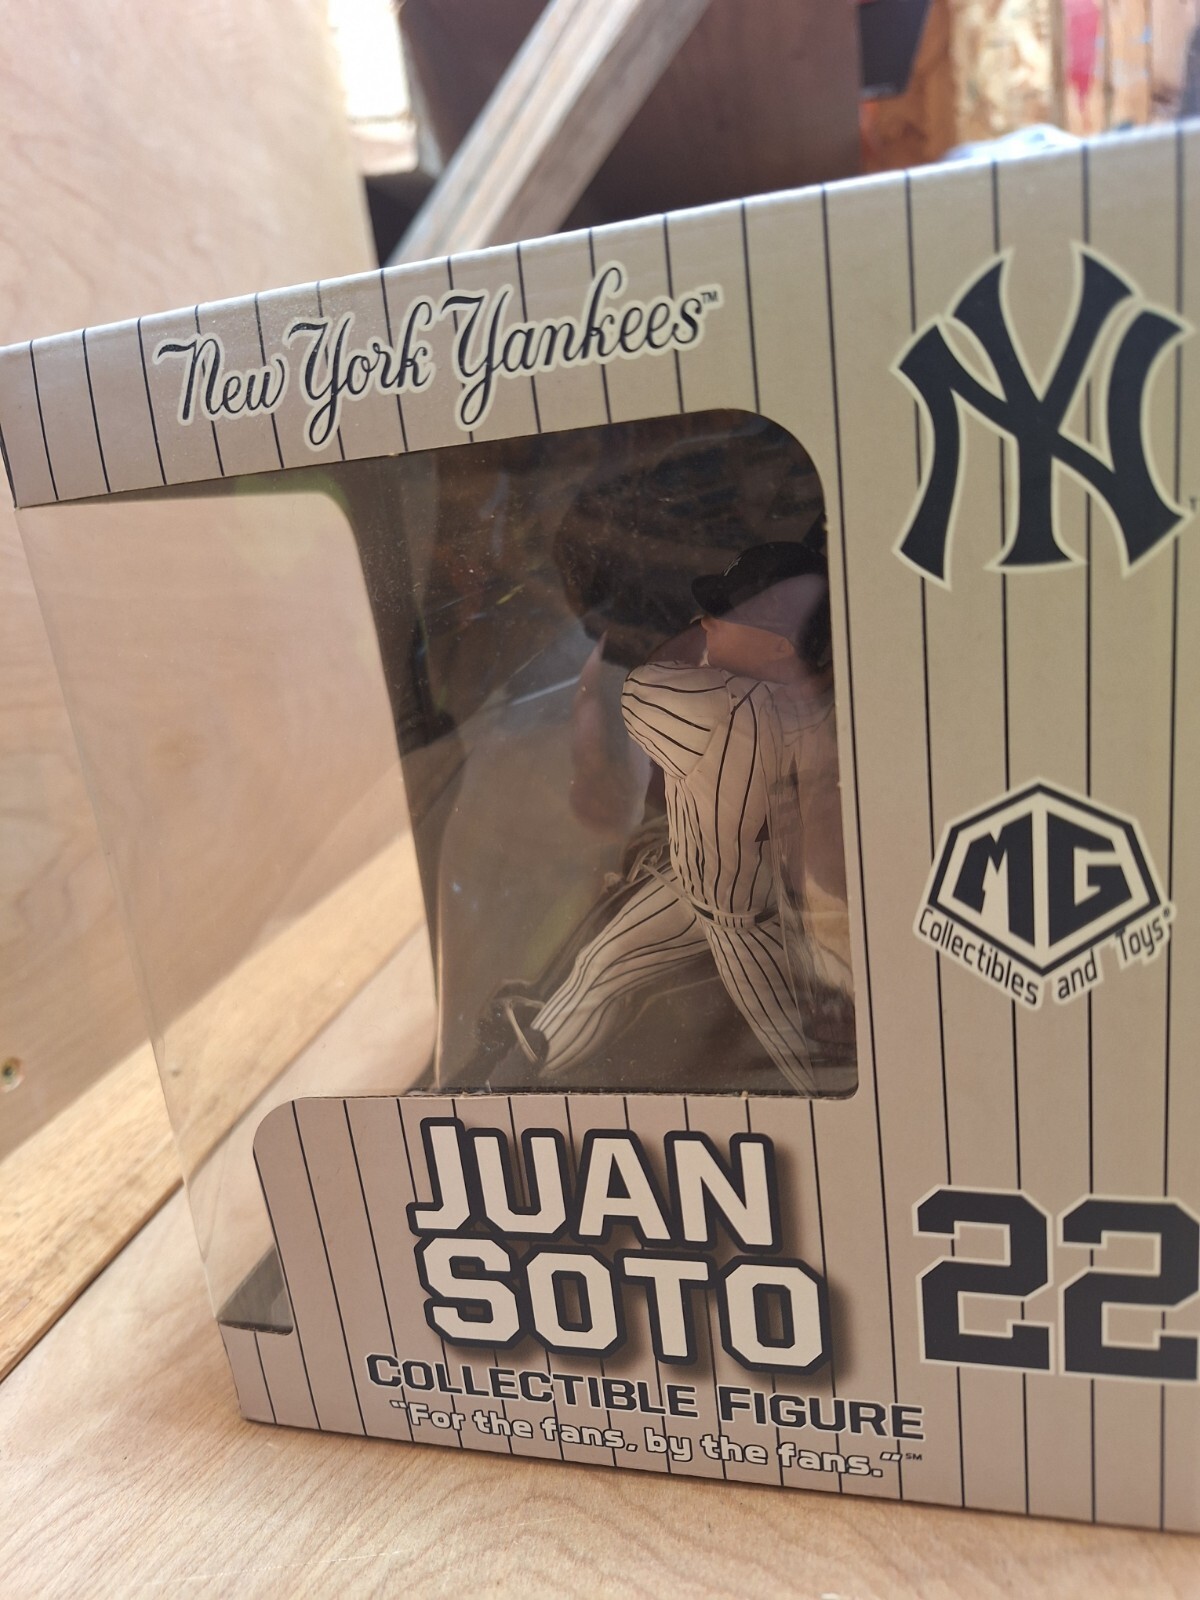 New York Yankees™
NY
MG
Collectibles and Toys®
22
JUAN
SOTO
COLLECTIBLE FIGURE
"For the fans, by the fans."℠